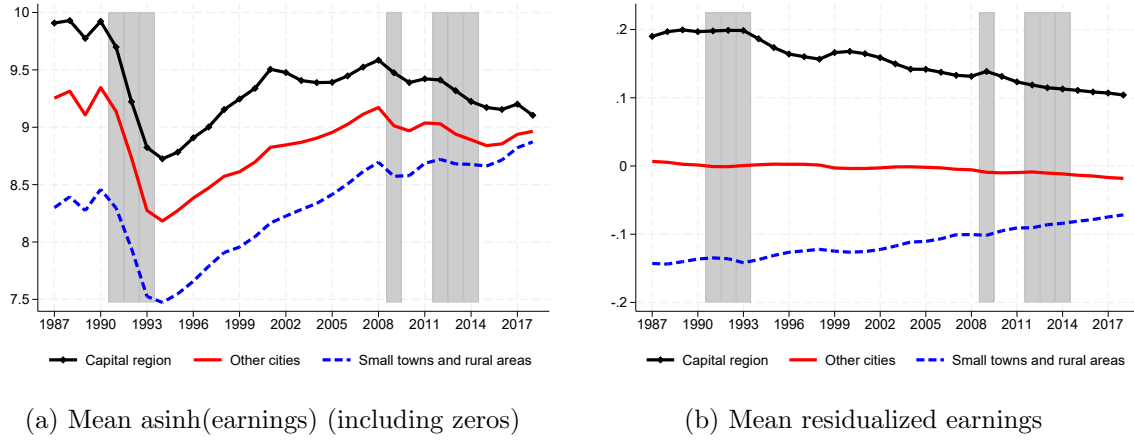 10
9.5
9
8.5
8
7.5
1987 1990 1993 1996 1999 2002 2005 2008 2011 2014 2017
Capital region Other cities Small towns and rural areas
(a) Mean asinh(earnings) (including zeros)
.2
.1
0
-.1
-.2
1987 1990 1993 1996 1999 2002 2005 2008 2011 2014 2017
Capital region Other cities Small towns and rural areas
(b) Mean residualized earnings